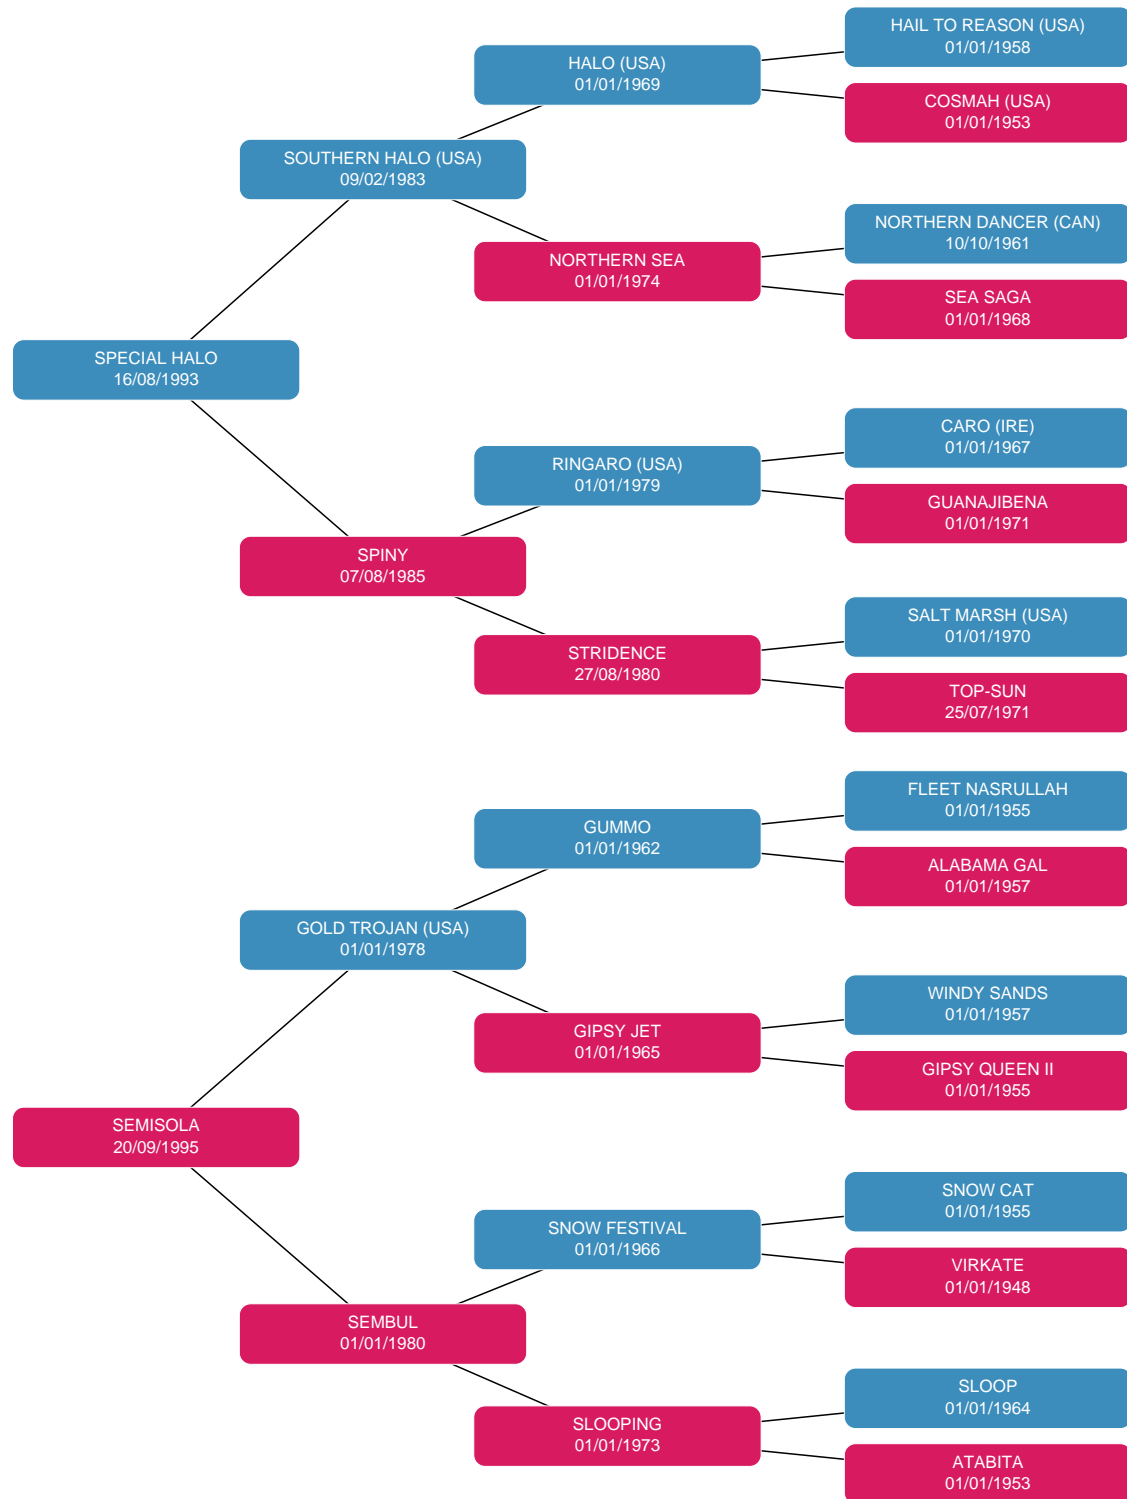 HAIL TO REASON (USA)
01/01/1958
HALO (USA)
01/01/1969
COSMAH (USA)
01/01/1953
SOUTHERN HALO (USA)
09/02/1983
NORTHERN DANCER (CAN)
10/10/1961
NORTHERN SEA
01/01/1974
SEA SAGA
01/01/1968
SPECIAL HALO
16/08/1993
CARO (IRE)
01/01/1967
RINGARO (USA)
01/01/1979
GUANAJIBENA
01/01/1971
SPINY
07/08/1985
SALT MARSH (USA)
01/01/1970
STRIDENCE
27/08/1980
TOP-SUN
25/07/1971
FLEET NASRULLAH
01/01/1955
GUMMO
01/01/1962
ALABAMA GAL
01/01/1957
GOLD TROJAN (USA)
01/01/1978
WINDY SANDS
01/01/1957
GIPSY JET
01/01/1965
GIPSY QUEEN II
01/01/1955
SEMISOLA
20/09/1995
SNOW CAT
01/01/1955
SNOW FESTIVAL
01/01/1966
VIRKATE
01/01/1948
SEMBUL
01/01/1980
SLOOP
01/01/1964
SLOOPING
01/01/1973
ATABITA
01/01/1953